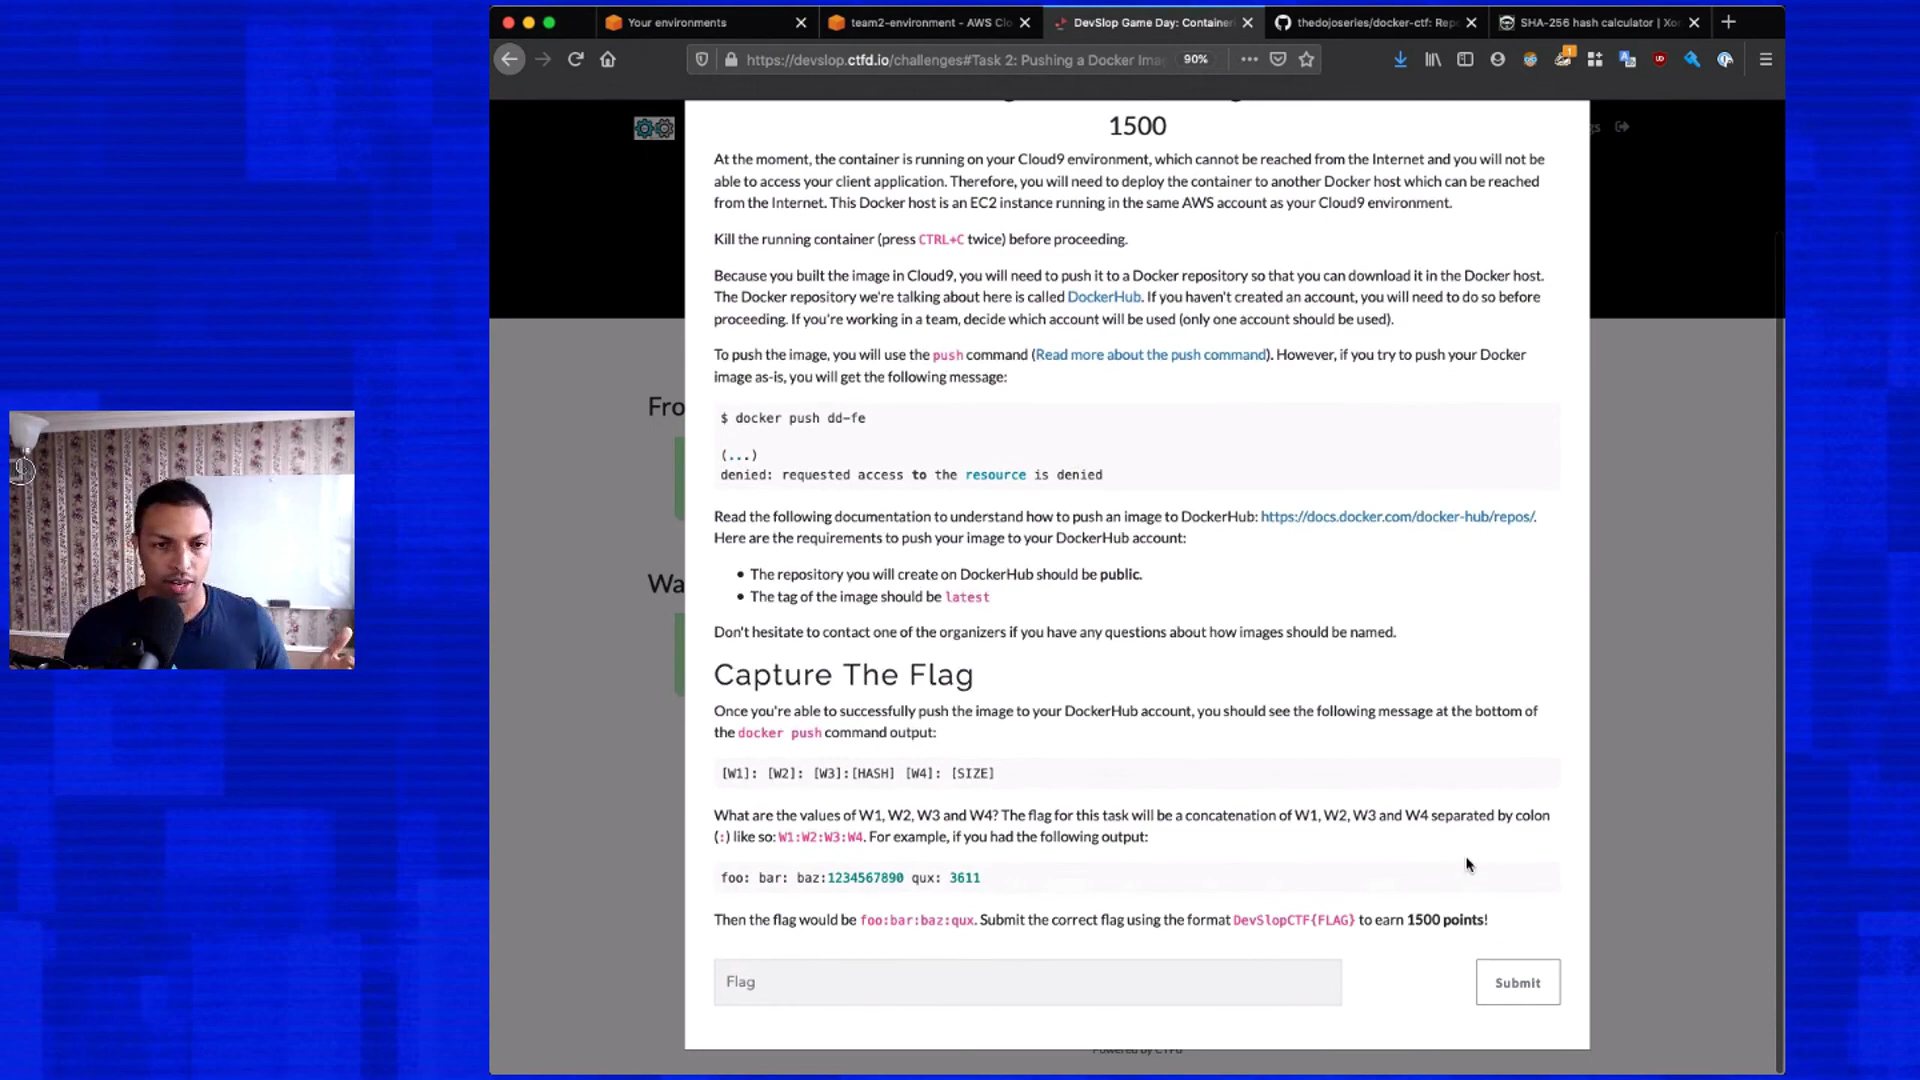 Your environments
team2-environment - AWS Clo
DevSlop Game Day: Container
thedojoseries/docker-ctf: Rep
SHA-256 hash calculator | Xo
https://devslop.ctfd.io/challenges#Task 2: Pushing a Docker Ima
90%
1500
At the moment, the container is running on your Cloud9 environment, which cannot be reached from the Internet and you will not be
able to access your client application. Therefore, you will need to deploy the container to another Docker host which can be reached
from the Internet. This Docker host is an EC2 instance running in the same AWS account as your Cloud9 environment.
Kill the running container (press CTRL+C twice) before proceeding.
Because you built the image in Cloud9, you will need to push it to a Docker repository so that you can download it in the Docker host.
The Docker repository we're talking about here is called DockerHub. If you haven't created an account, you will need to do so before
proceeding. If you're working in a team, decide which account will be used (only one account should be used).
To push the image, you will use the push command (Read more about the push command). However, if you try to push your Docker
image as-is, you will get the following message:
$ docker push dd-fe
(...)
denied: requested access to the resource is denied
Read the following documentation to understand how to push an image to DockerHub: https://docs.docker.com/docker-hub/repos/.
Here are the requirements to push your image to your DockerHub account:
• The repository you will create on DockerHub should be public.
• The tag of the image should be latest
Don't hesitate to contact one of the organizers if you have any questions about how images should be named.
Fro
Wa
Capture The Flag
Once you're able to successfully push the image to your DockerHub account, you should see the following message at the bottom of
the docker push command output:
[W1]: [W2]: [W3]:[HASH] [W4]: [SIZE]
What are the values of W1, W2, W3 and W4? The flag for this task will be a concatenation of W1, W2, W3 and W4 separated by colon
(:) like so: W1:W2:W3:W4. For example, if you had the following output:
foo: bar: baz:1234567890 qux: 3611
Then the flag would be foo:bar:baz:qux. Submit the correct flag using the format DevSlopCTF{FLAG} to earn 1500 points!
Flag
Submit